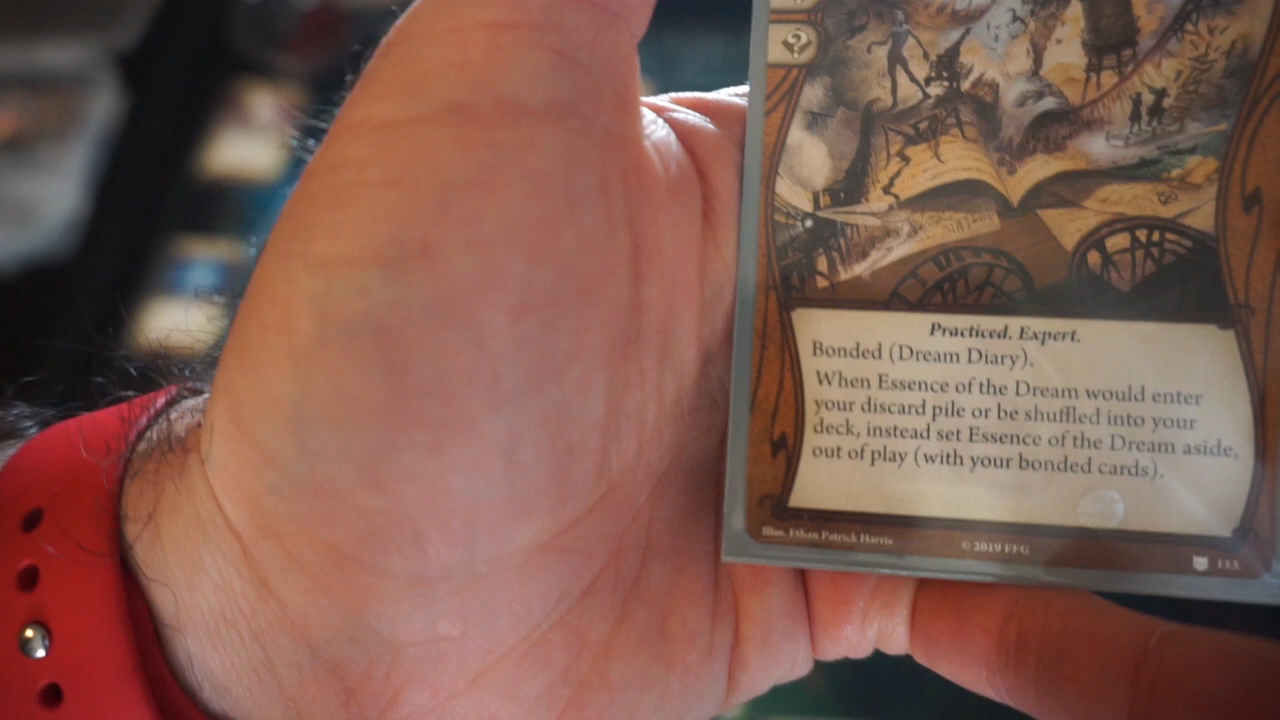 Practiced. Expert.
Bonded (Dream Diary).
When Essence of the Dream would enter
your discard pile or be shuffled into your
deck, instead set Essence of the Dream aside,
out of play (with your bonded cards).
Illus. Ethan Patrick Harris
© 2019 FFG
113